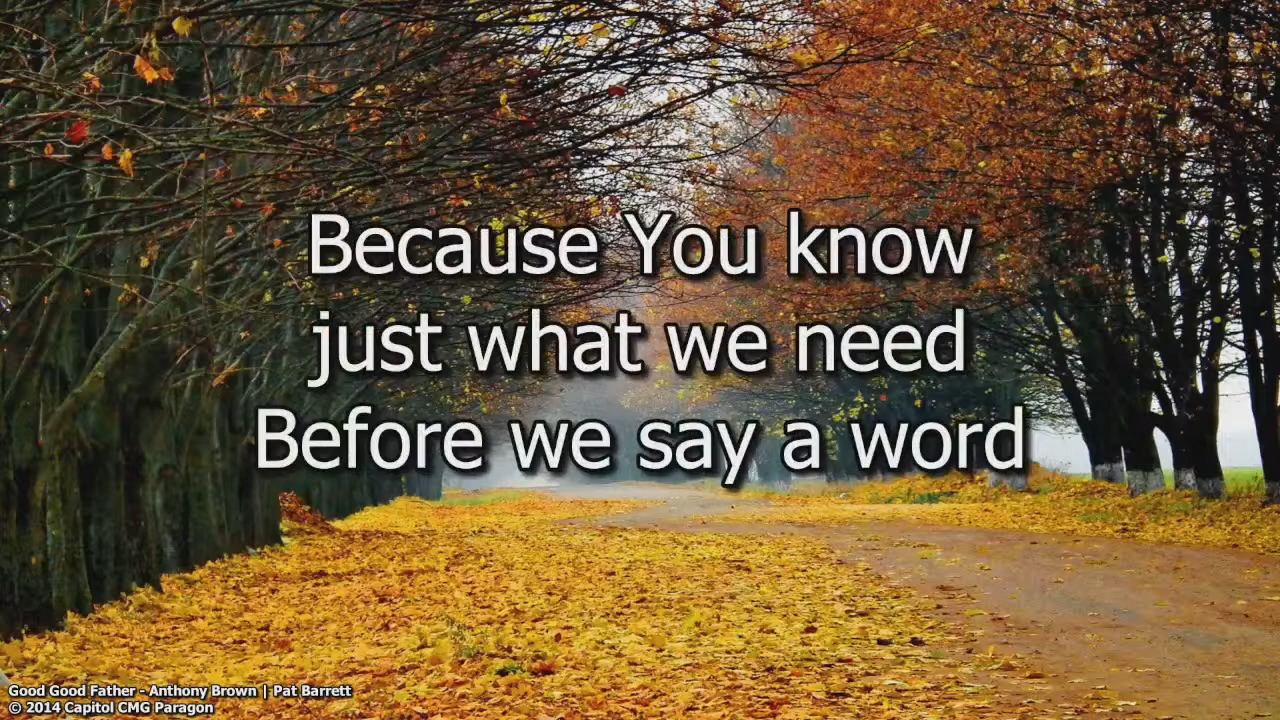 Because You know
just what we need
Before we say a word
Good Good Father - Anthony Brown | Pat Barrett
© 2014 Capitol CMG Paragon